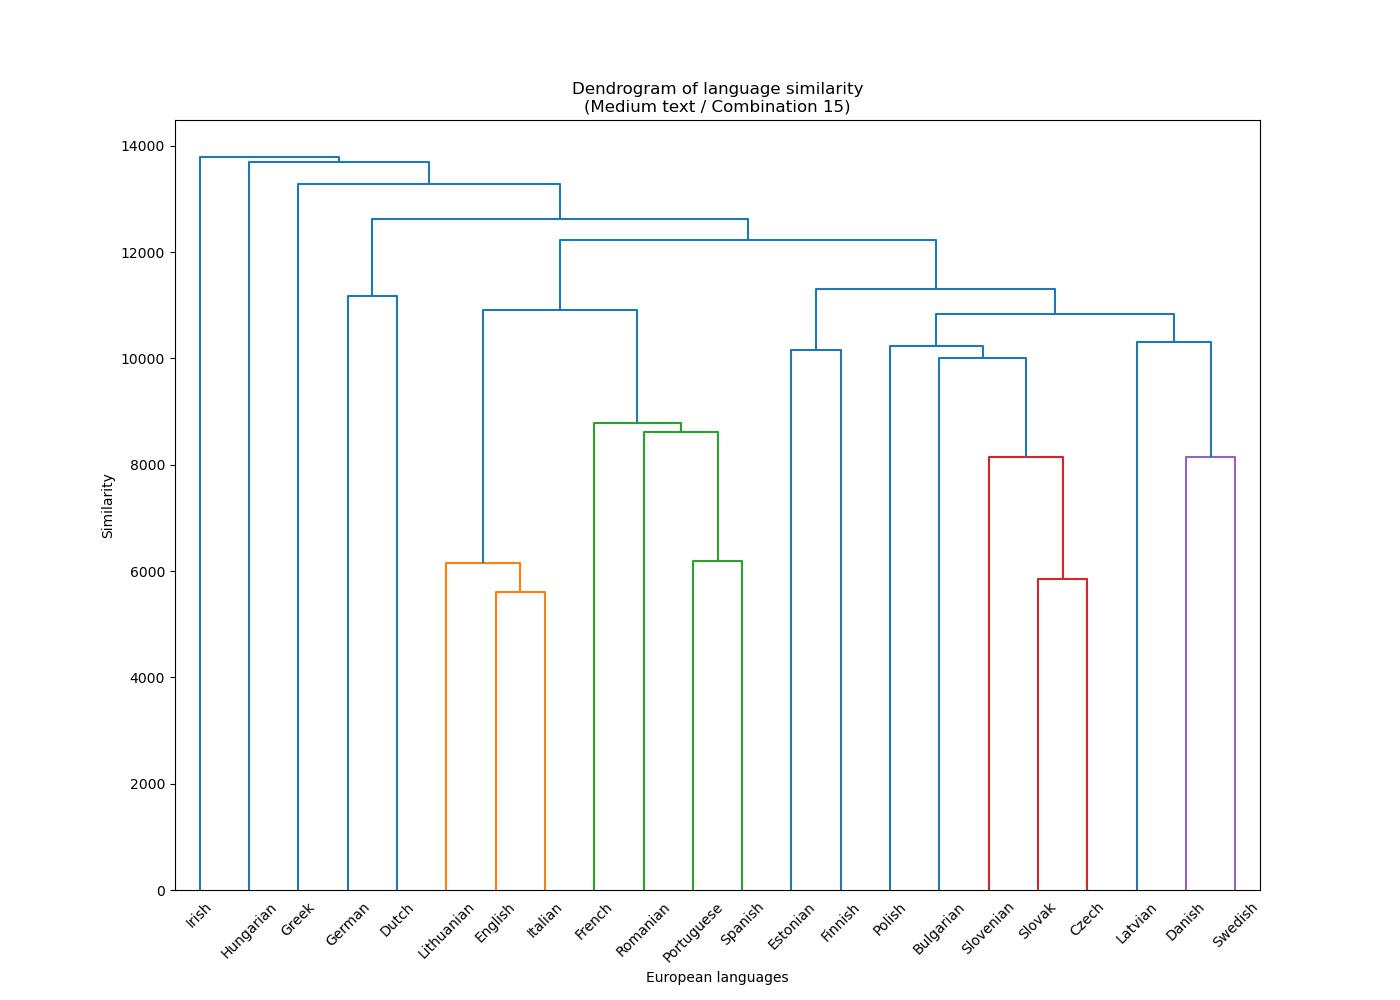 Dendrogram of language similarity
(Medium text / Combination 15)
14000
12000
10000
8000
6000
4000
2000
0
Similarity
Irish
Hungarian
Greek
German
Dutch
Lithuanian
English
Italian
French
Romanian
Portuguese
Spanish
Estonian
Finnish
Polish
Bulgarian
Slovenian
Slovak
Czech
Latvian
Danish
Swedish
European languages